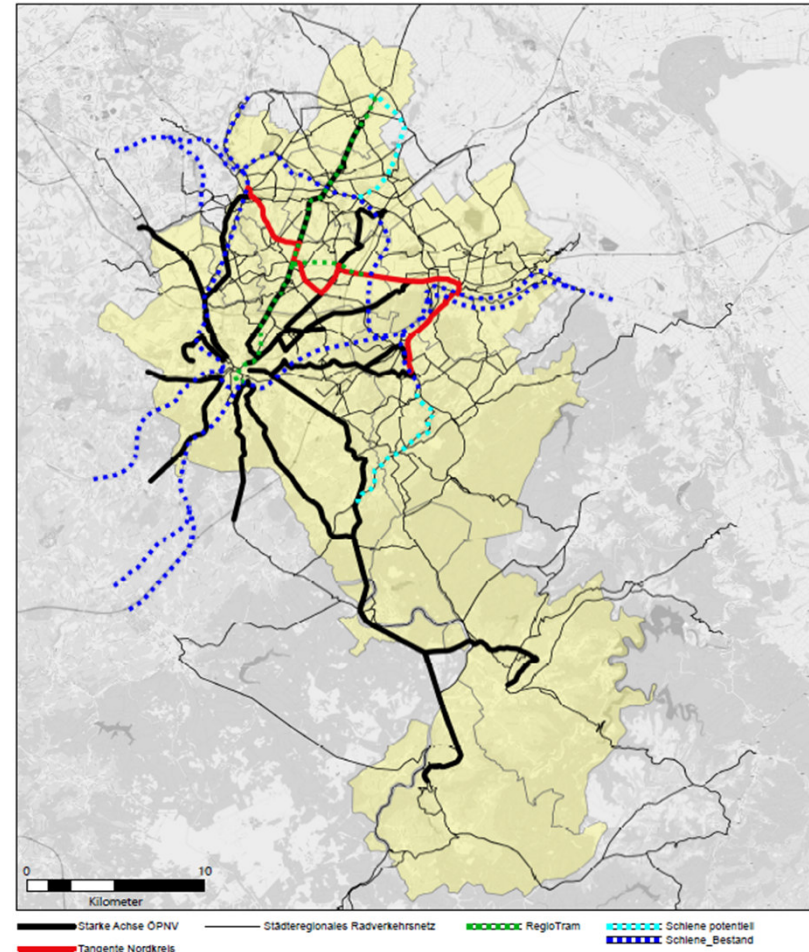 0 10
Kilometer
Starke Achse ÖPNV Städteregionales Radverkehrsnetz RegioTram Schiene potentiell
Schiene_Bestand
Tangente Nordkreis